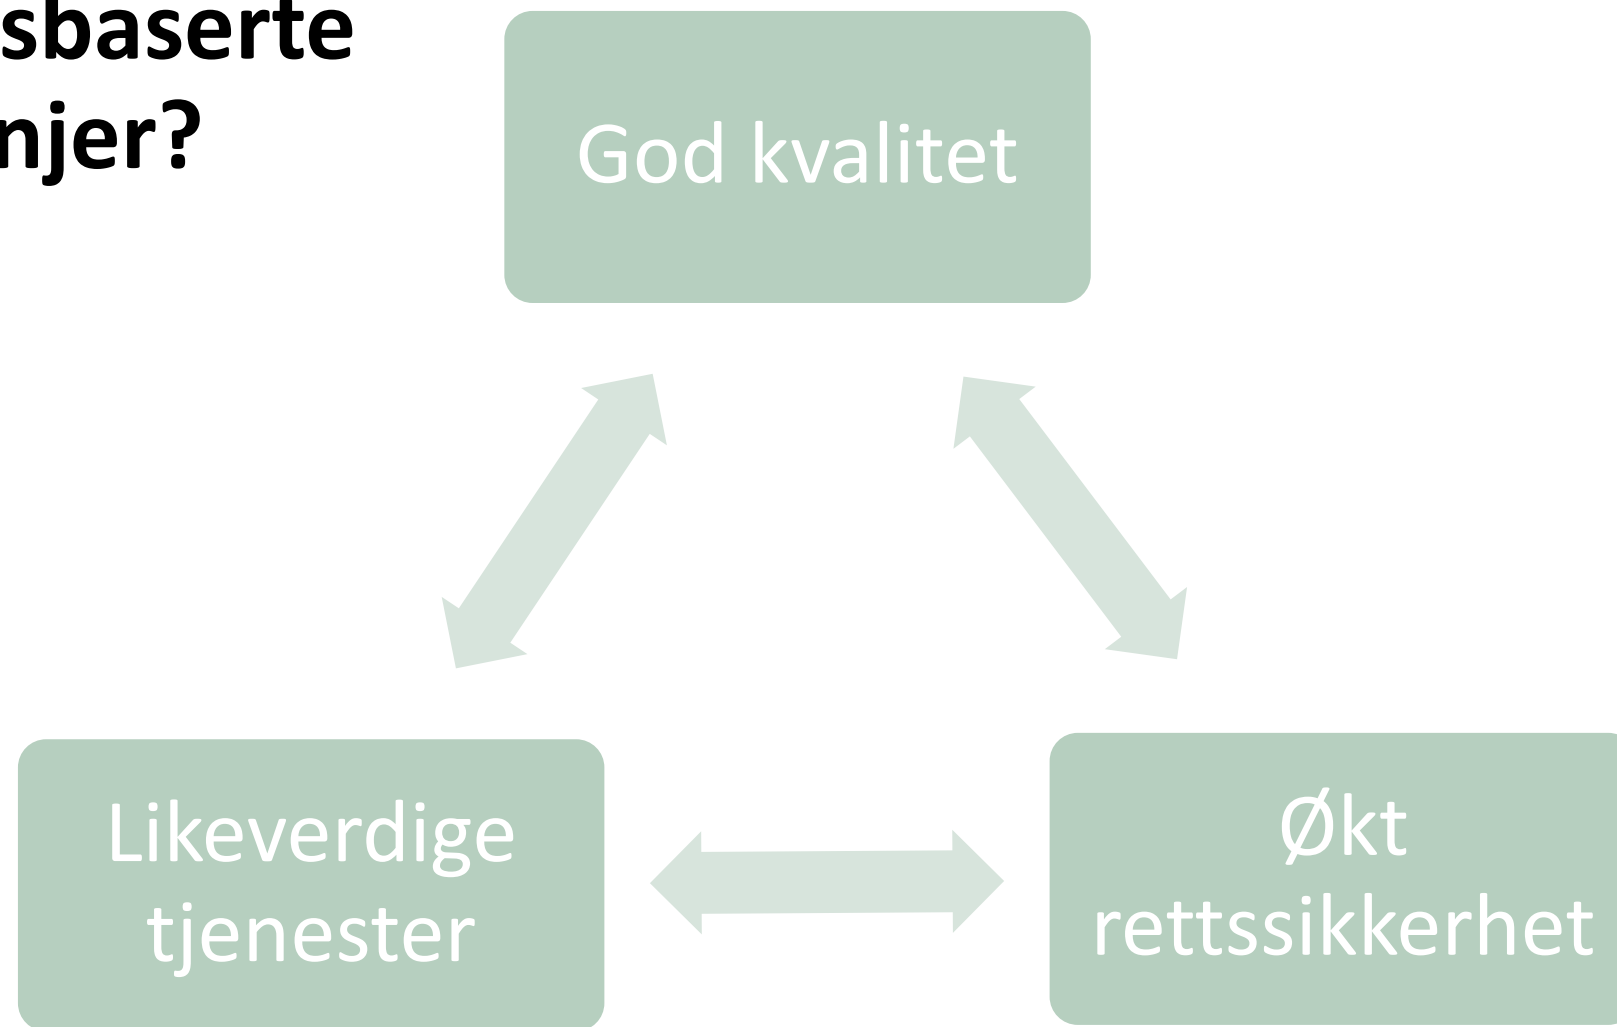 sbaserte
njer?
God kvalitet
Likeverdige
tjenester
Økt
rettssikkerhet